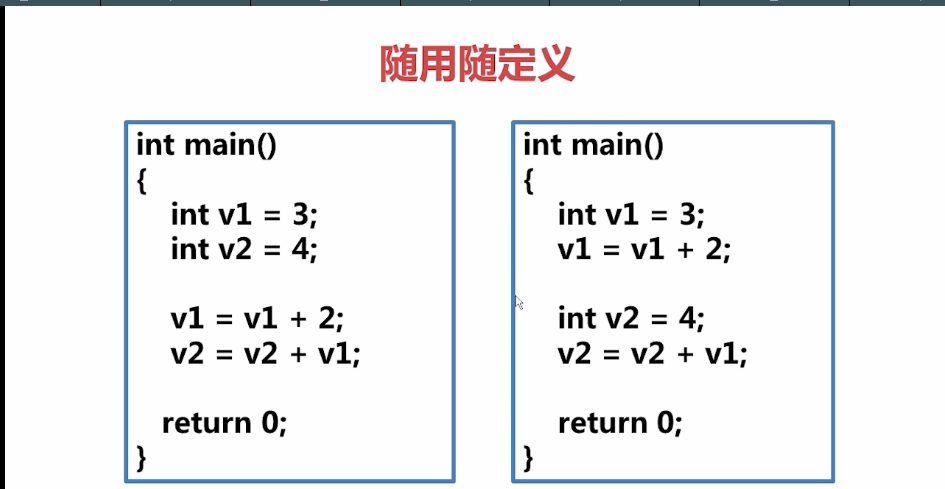 随用随定义
int main()
{
int v1 = 3;
int v2 = 4;
v1 = v1 + 2;
v2 = v2 + v1;
return 0;
}
int main()
{
int v1 = 3;
v1 = v1 + 2;
int v2 = 4;
v2 = v2 + v1;
return 0;
}